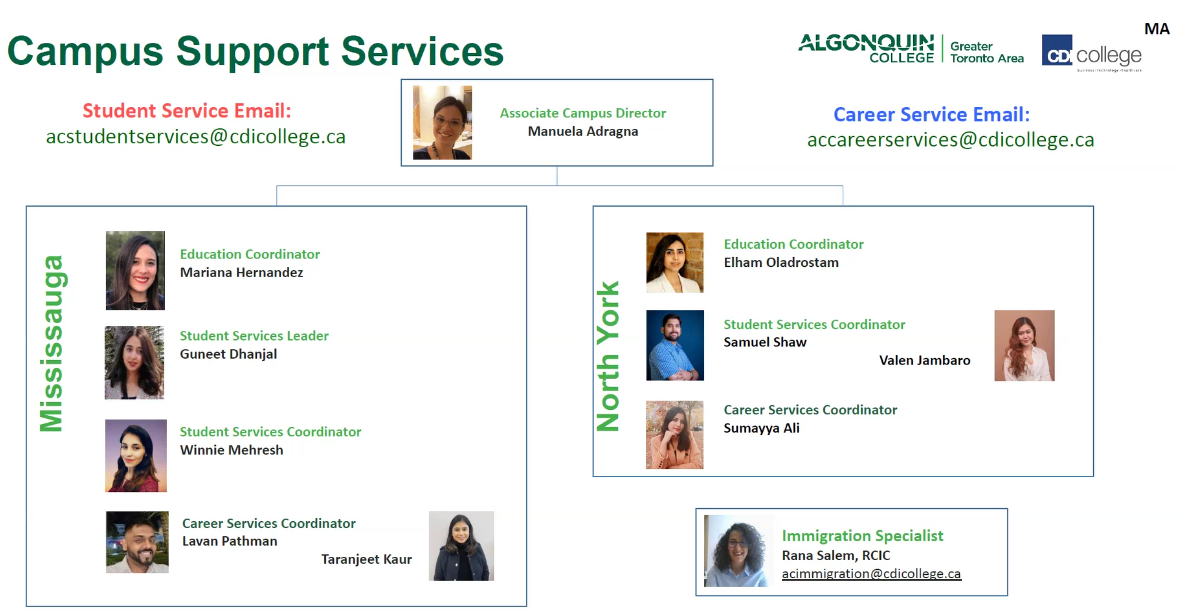 MA
Campus Support Services
ALGONQUIN
COLLEGE
Greater
Toronto Area
CDI college
Student Service Email:
acstudentservices@cdicollege.ca
Associate Campus Director
Manuela Adragna
Career Service Email:
accareerservices@cdicollege.ca
Mississauga
Education Coordinator
Mariana Hernandez
Student Services Leader
Guneet Dhanjal
Student Services Coordinator
Winnie Mehresh
Career Services Coordinator
Lavan Pathman
Taranjeet Kaur
North York
Education Coordinator
Elham Oladrostam
Student Services Coordinator
Samuel Shaw
Valen Jambaro
Career Services Coordinator
Sumayya Ali
Immigration Specialist
Rana Salem, RCIC
acimmigration@cdicollege.ca